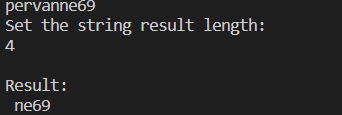 pervanne69
Set the string result length:
4
Result:
ne69